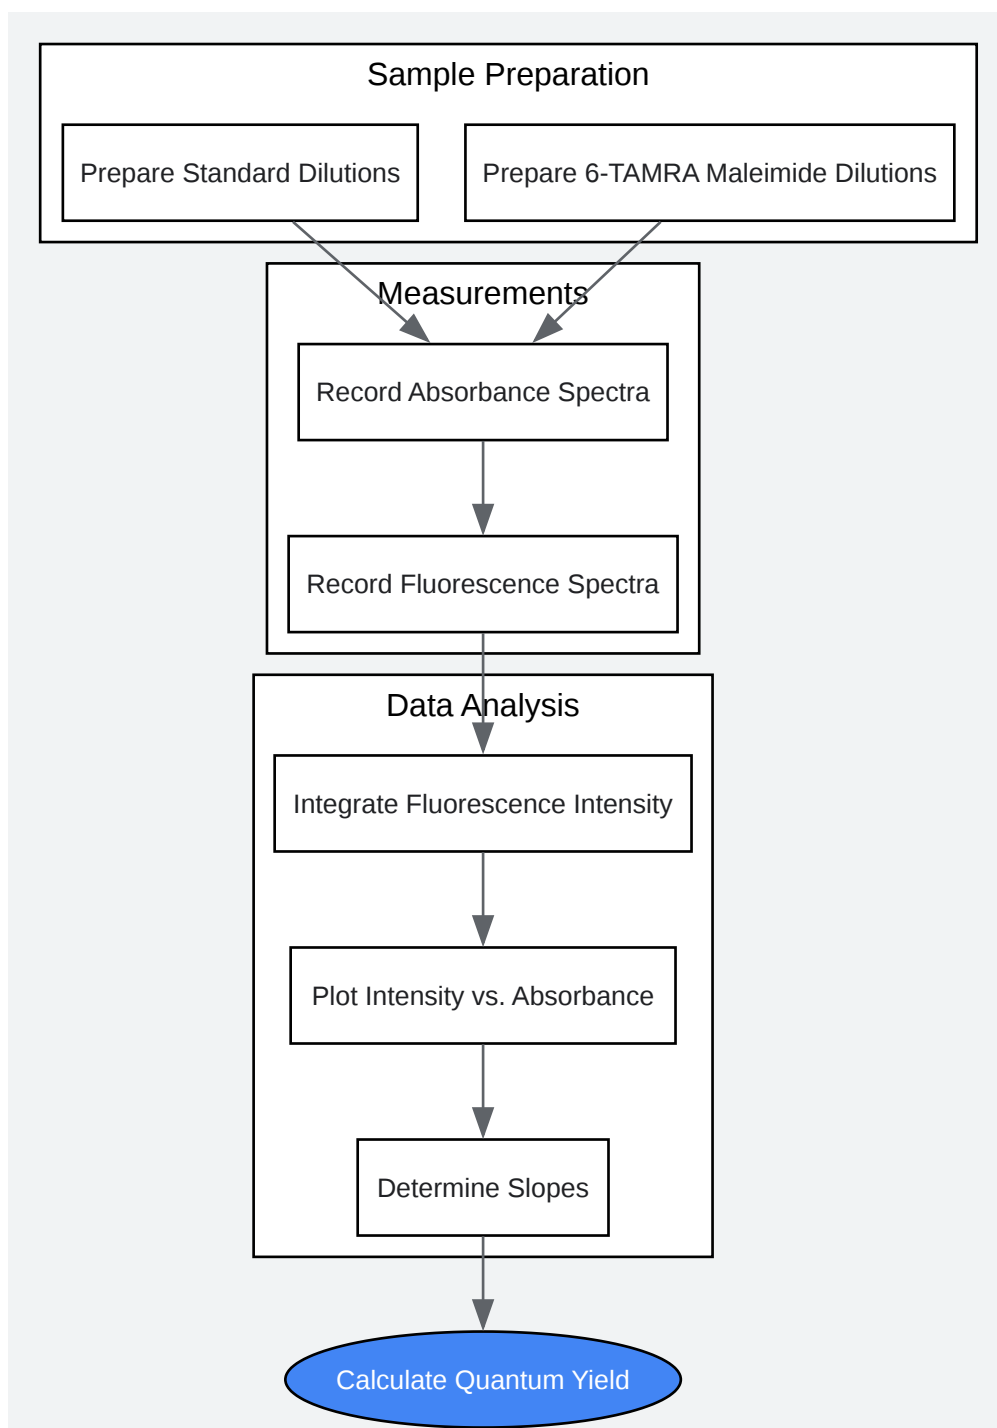 Sample Preparation
Prepare Standard Dilutions
Prepare 6-TAMRA Maleimide Dilutions
Measurements
Record Absorbance Spectra
Record Fluorescence Spectra
Data Analysis
Integrate Fluorescence Intensity
Plot Intensity vs. Absorbance
Determine Slopes
Calculate Quantum Yield